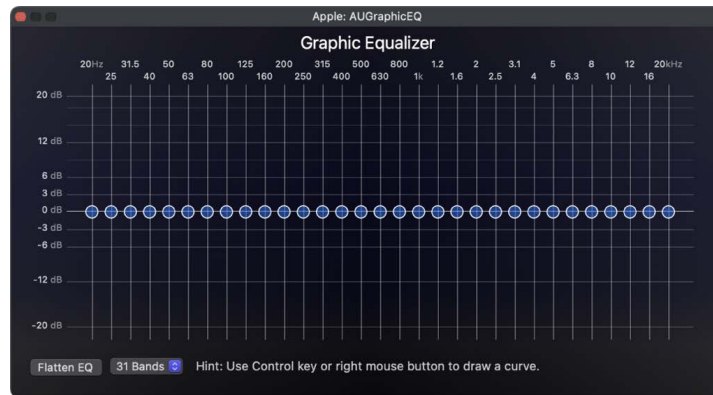 Apple: AUGraphicEQ
Graphic Equalizer
20Hz 31.5 50 80 125 200 315 500 800 1.2 2 3.1 5 8 12 20kHz
25 40 63 100 160 250 400 630 1k 1.6 2.5 4 6.3 10 16
20 dB
12 dB
6 dB
3 dB
0 dB
-3 dB
-6 dB
-12 dB
-20 dB
Flatten EQ 31 Bands Hint: Use Control key or right mouse button to draw a curve.